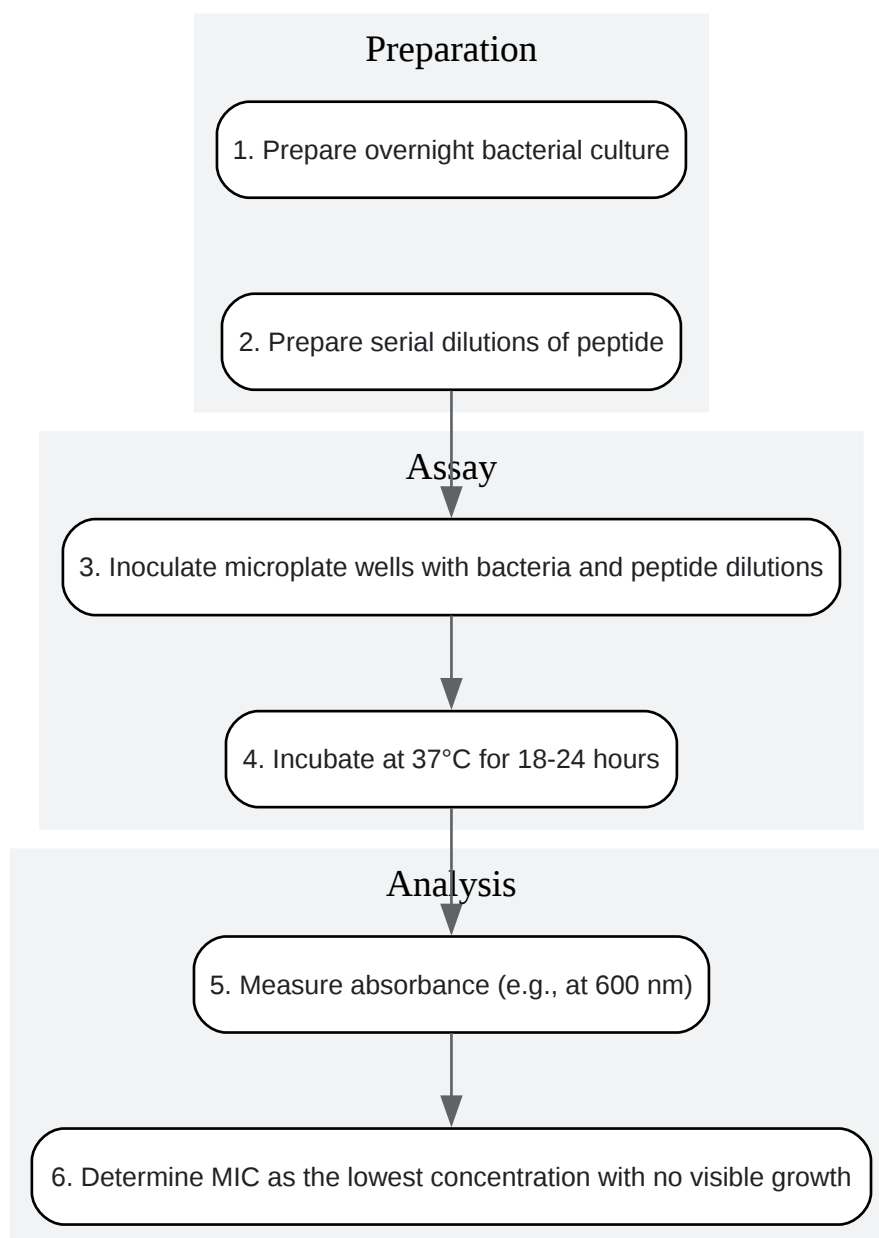 Preparation
1. Prepare overnight bacterial culture
2. Prepare serial dilutions of peptide
Assay
3. Inoculate microplate wells with bacteria and peptide dilutions
4. Incubate at 37°C for 18-24 hours
Analysis
5. Measure absorbance (e.g., at 600 nm)
6. Determine MIC as the lowest concentration with no visible growth